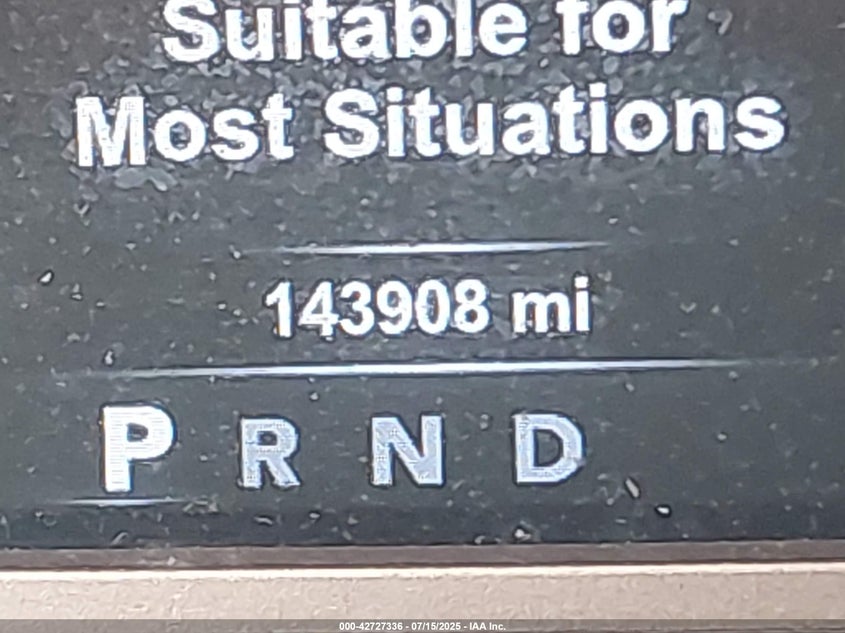 Suitable for
Most Situations
143908 mi
P R N D
000-42727336 - 07/15/2025 - IAA Inc.